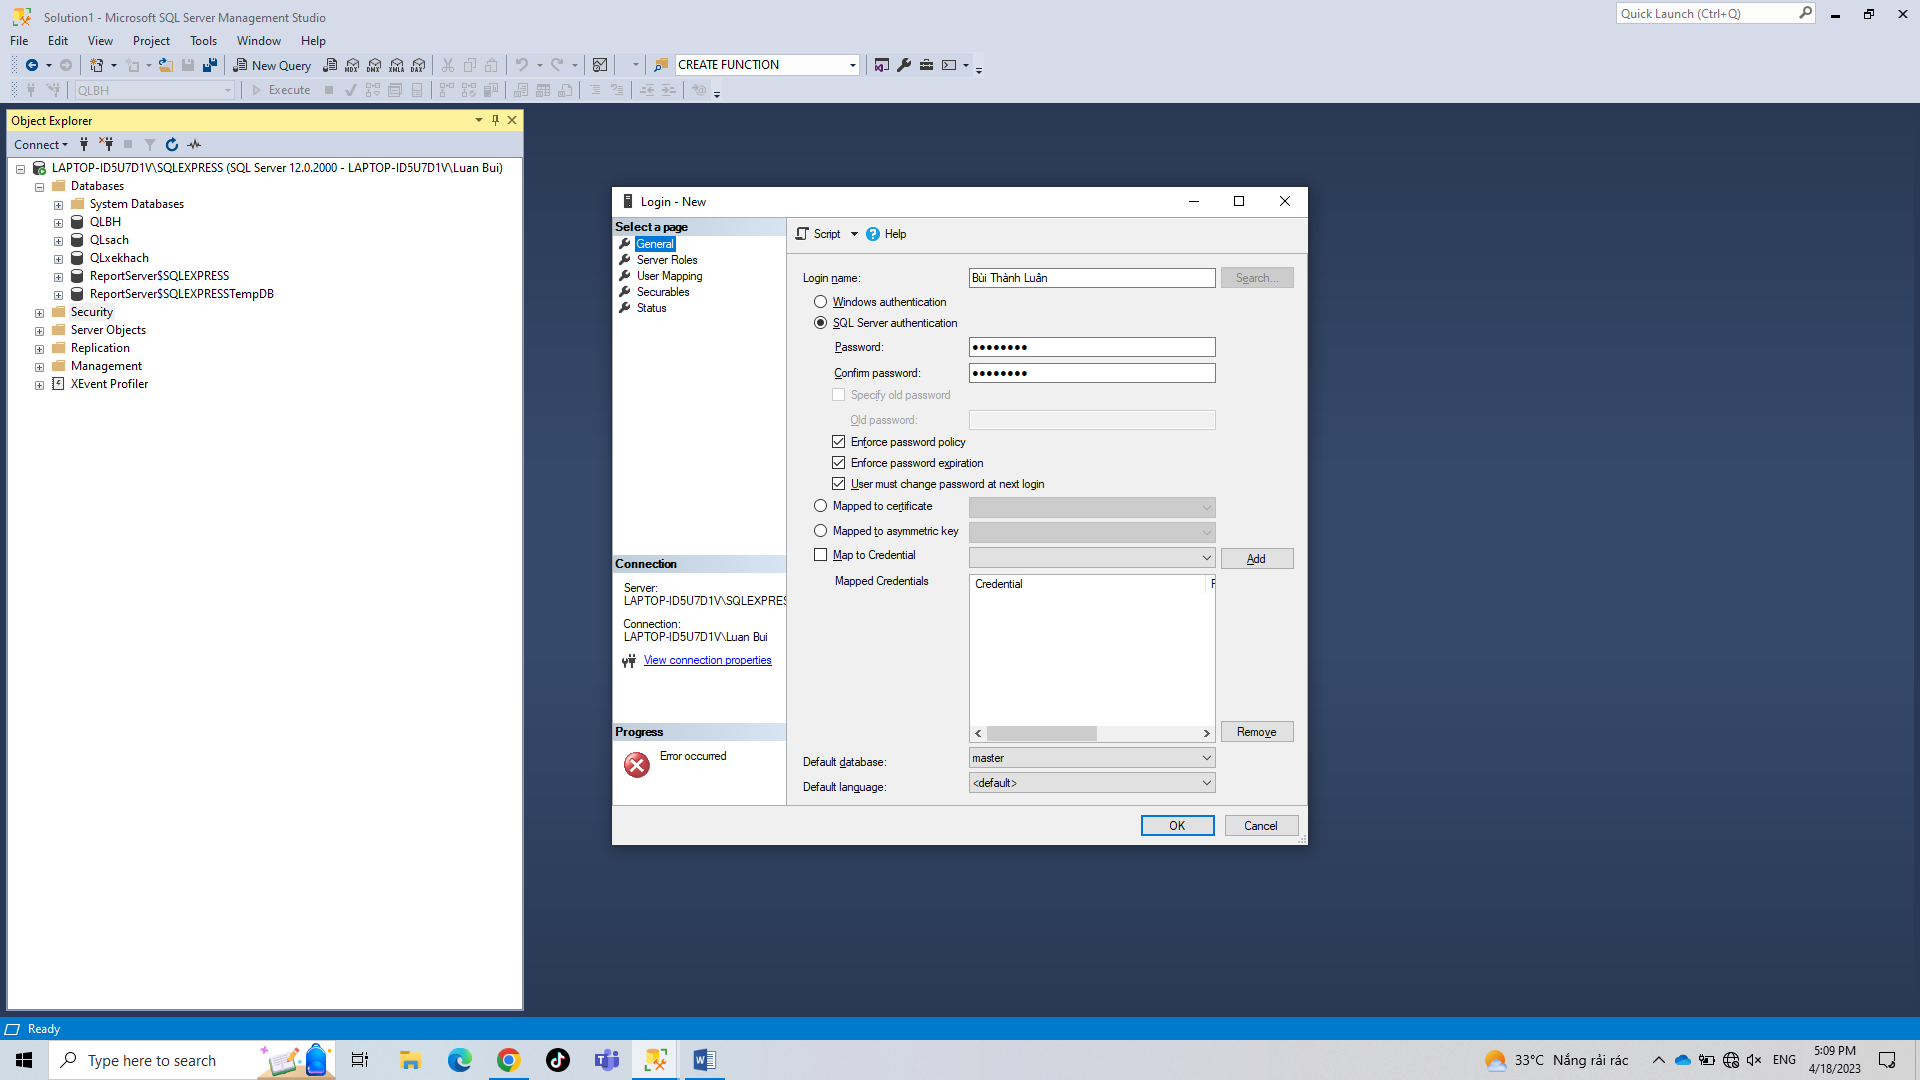 Solution1 - Microsoft SQL Server Management Studio
Quick Launch (Ctrl+Q)
File Edit View Project Tools Window Help
New Query MDX DMX XMLA DAX CREATE FUNCTION
QLBH Execute
Object Explorer
Connect
LAPTOP-ID5U7D1V\SQLEXPRESS (SQL Server 12.0.2000 - LAPTOP-ID5U7D1V\Luan Bui)
Databases
System Databases
QLBH
QLsach
QLxekhach
ReportServer$SQLEXPRESS
ReportServer$SQLEXPRESSTempDB
Security
Server Objects
Replication
Management
XEvent Profiler
Login - New
Select a page
General
Server Roles
User Mapping
Securables
Status
Connection
Server:
LAPTOP-ID5U7D1V\SQLEXPRES
Connection:
LAPTOP-ID5U7D1V\Luan Bui
View connection properties
Progress
Error occurred
Script Help
Login name: Bùi Thành Luân Search...
Windows authentication
SQL Server authentication
Password: ●●●●●●●●
Confirm password: ●●●●●●●●
Specify old password
Old password:
Enforce password policy
Enforce password expiration
User must change password at next login
Mapped to certificate
Mapped to asymmetric key
Map to Credential Add
Mapped Credentials Credential
Remove
Default database: master
Default language: <default>
OK Cancel
Ready
Type here to search
33°C Nắng rải rác
ENG
5:09 PM
4/18/2023